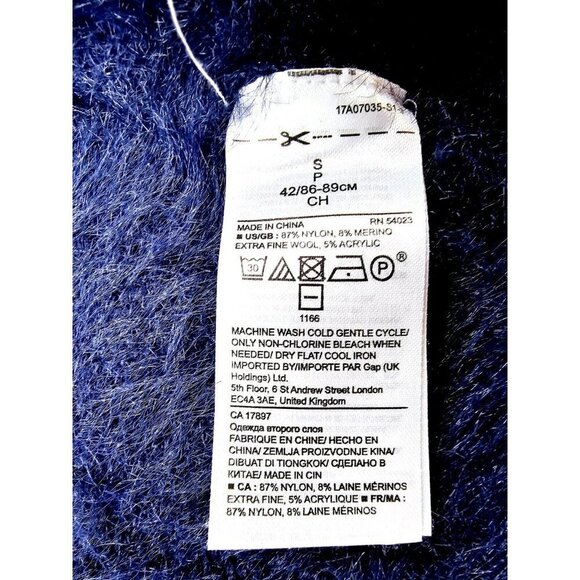 17A07035-S1-
S
P
42/86-89CM
CH
MADE IN CHINA RN 54023
■ US/GB : 87% NYLON, 8% MERINO
EXTRA FINE WOOL, 5% ACRYLIC
30 P ®
1166
MACHINE WASH COLD GENTLE CYCLE/
ONLY NON-CHLORINE BLEACH WHEN
NEEDED/ DRY FLAT/ COOL IRON
IMPORTED BY/IMPORTE PAR Gap (UK
Holdings) Ltd.
5th Floor, 6 St Andrew Street London
EC4A 3AE, United Kingdom
CA 17897
Одежда второго слоя
FABRIQUE EN CHINE/ HECHO EN
CHINA/ ZEMLJA PROIZVODNJE KINA/
DIBUAT DI TIONGKOK/ СДЕЛАНО В
КИТАЕ/ MADE IN CIN
■ CA : 87% NYLON, 8% LAINE MÉRINOS
EXTRA FINE, 5% ACRYLIQUE ■ FR/MA :
87% NYLON, 8% LAINE MÉRINOS